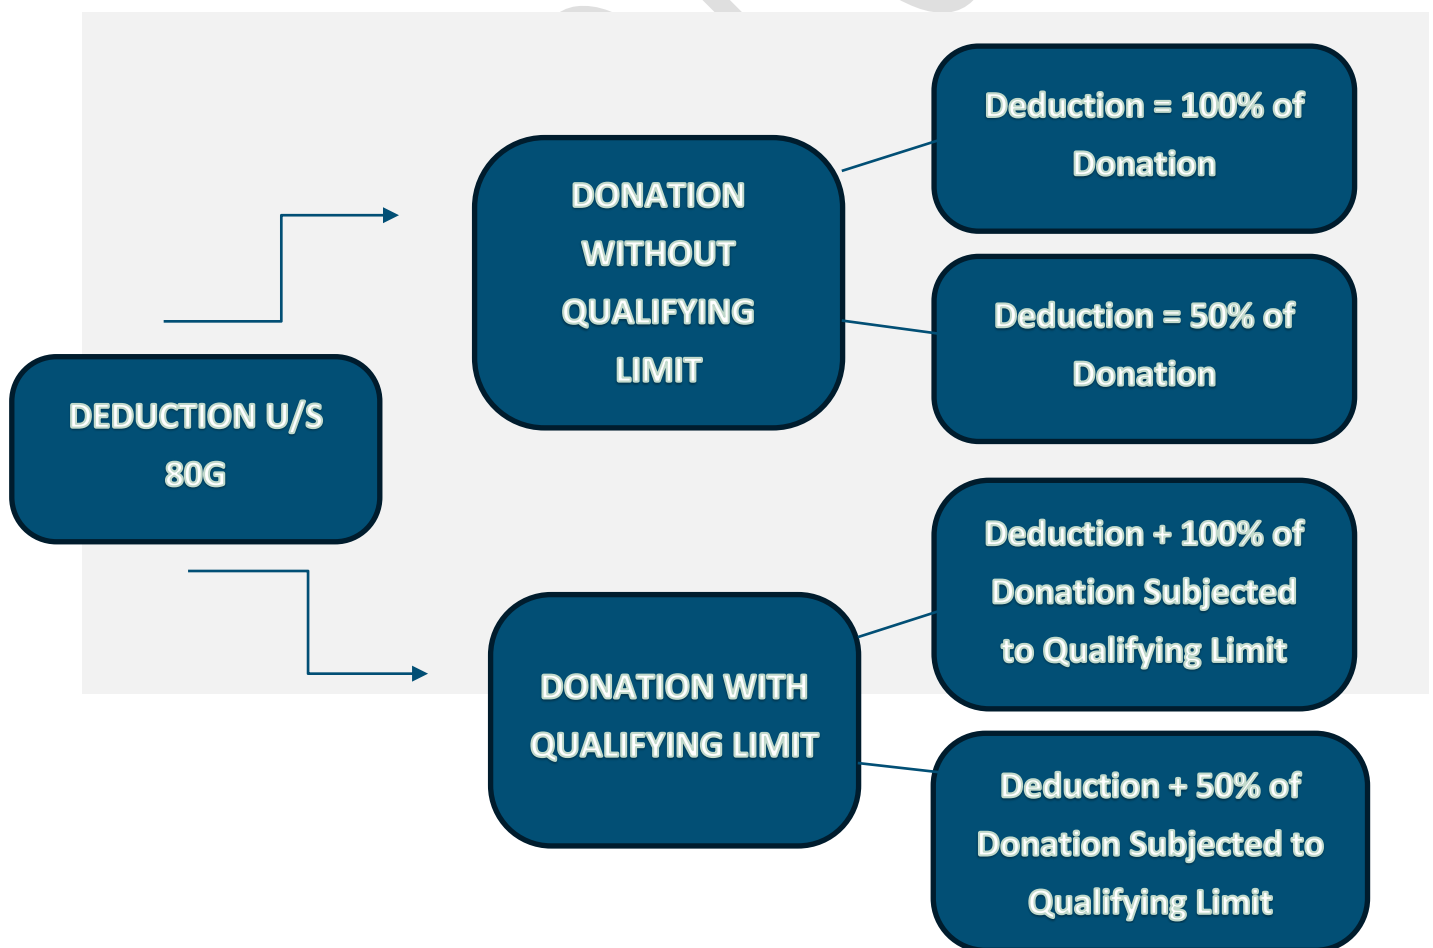 DEDUCTION U/S
80G
DONATION
WITHOUT
QUALIFYING
LIMIT
Deduction = 100% of
Donation
Deduction = 50% of
Donation
DONATION WITH
QUALIFYING LIMIT
Deduction + 100% of
Donation Subjected
to Qualifying Limit
Deduction + 50% of
Donation Subjected to
Qualifying Limit